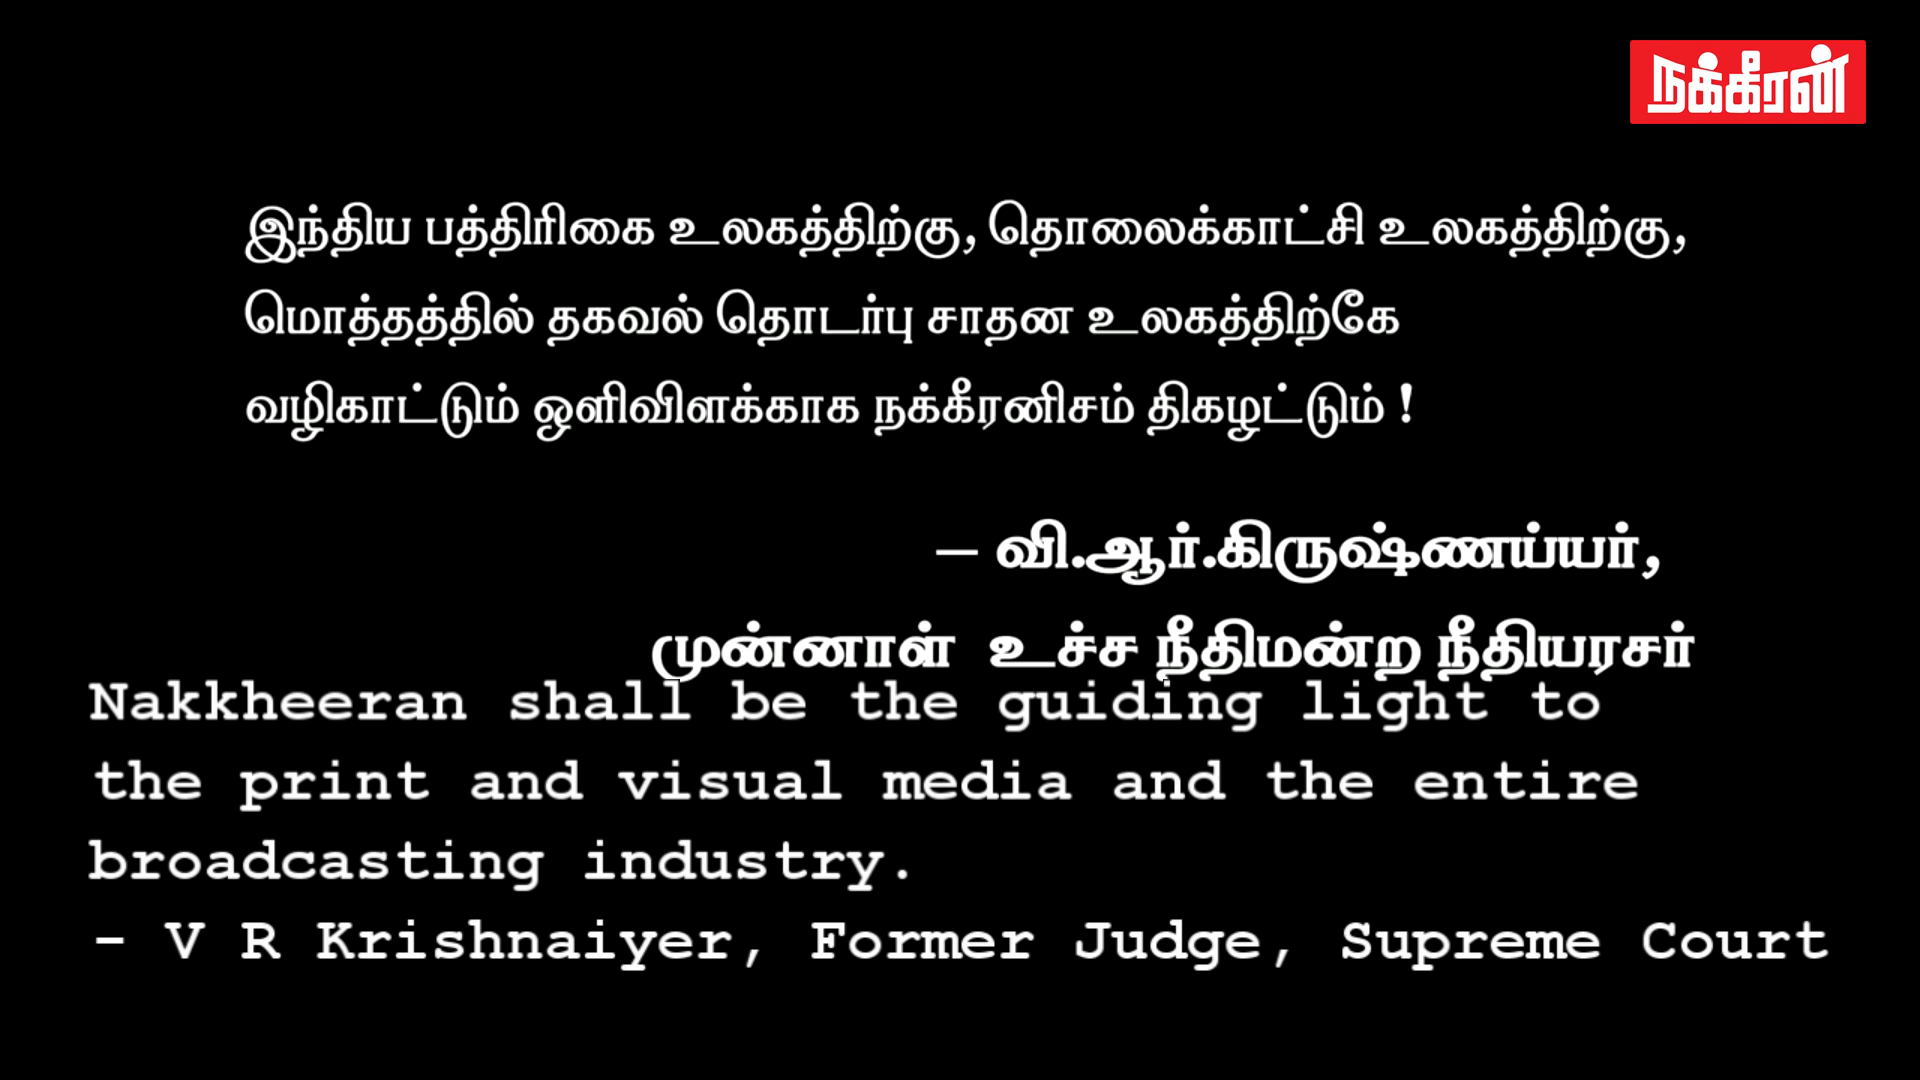 நக்கீரன்
இந்திய பத்திரிகை உலகத்திற்கு, தொலைக்காட்சி உலகத்திற்கு,
மொத்தத்தில் தகவல் தொடர்பு சாதன உலகத்திற்கே
வழிகாட்டும் ஒளிவிளக்காக நக்கீரனிசம் திகழட்டும் !
– வி.ஆர்.கிருஷ்ணய்யர்,
முன்னாள் உச்ச நீதிமன்ற நீதியரசர்
Nakkheeran shall be the guiding light to
the print and visual media and the entire
broadcasting industry.
- V R Krishnaiyer, Former Judge, Supreme Court